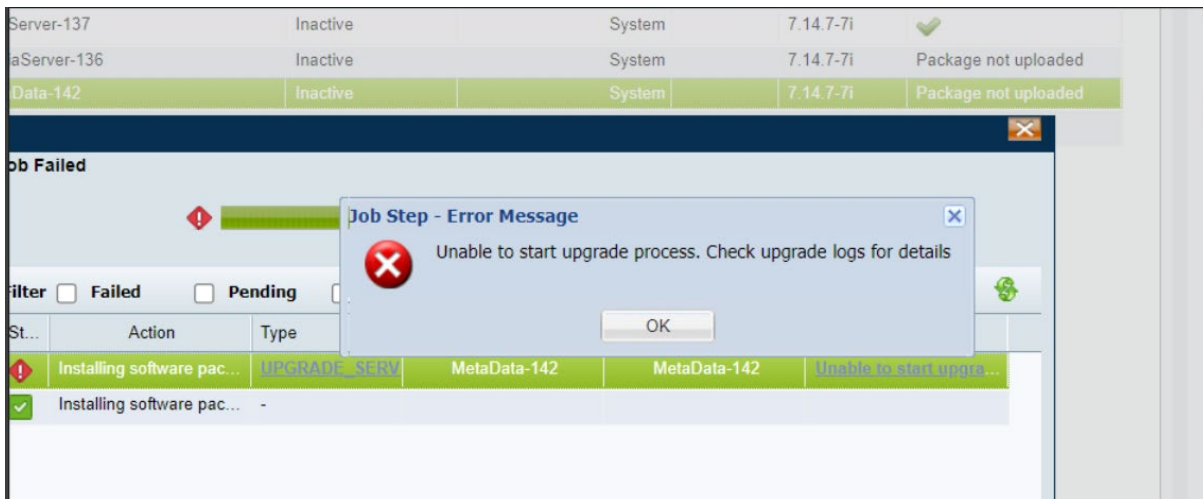 Server-137 Inactive System 7.14.7-7i
aServer-136 Inactive System 7.14.7-7i Package not uploaded
Data-142 Inactive System 7.14.7-7i Package not uploaded
ob Failed
Job Step - Error Message
Unable to start upgrade process. Check upgrade logs for details
OK
Filter Failed Pending
St... Action Type
Installing software pac... UPGRADE_SERV MetaData-142 MetaData-142 Unable to start upgra...
Installing software pac... -